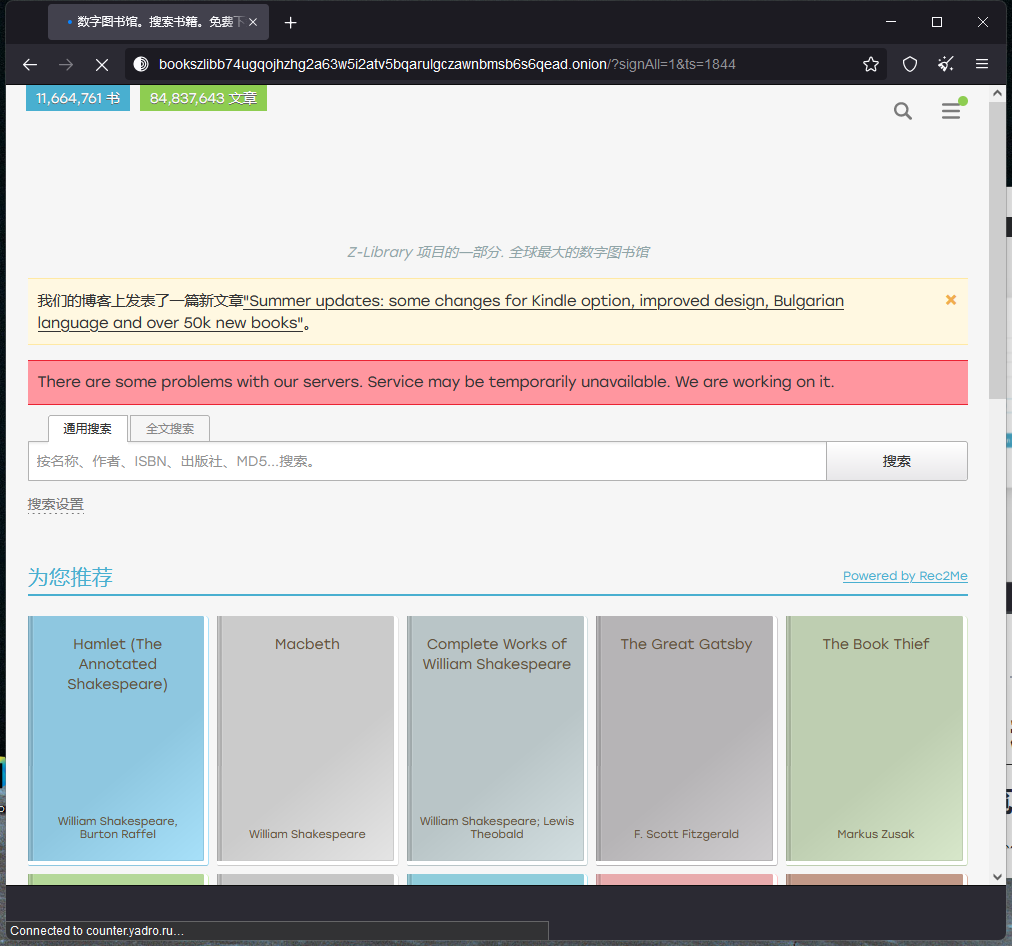 数字图书馆。搜索书籍。免费下
bookszlibb74ugqojhzhg2a63w5i2atv5bqarulgczawnbmsb6s6qead.onion/?signAll=1&ts=1844
11,664,761 书 84,837,643 文章
Z-Library 项目的一部分. 全球最大的数字图书馆
我们的博客上发表了一篇新文章"Summer updates: some changes for Kindle option, improved design, Bulgarian
language and over 50k new books"。
There are some problems with our servers. Service may be temporarily unavailable. We are working on it.
通用搜索 全文搜索
按名称、作者、ISBN、出版社、MD5...搜索。 搜索
搜索设置
为您推荐 Powered by Rec2Me
Hamlet (The
Annotated
Shakespeare)
William Shakespeare,
Burton Raffel
Macbeth
William Shakespeare
Complete Works of
William Shakespeare
William Shakespeare; Lewis
Theobald
The Great Gatsby
F. Scott Fitzgerald
The Book Thief
Markus Zusak
Connected to counter.yadro.ru…